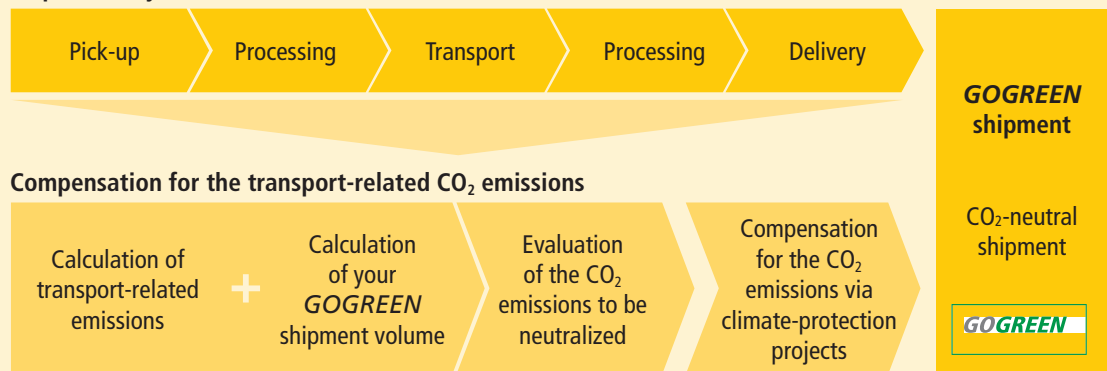 Pick-up
Processing
Transport
Processing
Delivery
GOGREEN
shipment
Compensation for the transport-related CO₂ emissions
Calculation of
transport-related
emissions
+
Calculation
of your
GOGREEN
shipment volume
Evaluation
of the CO₂
emissions to be
neutralized
Compensation
for the CO₂
emissions via
climate-protection
projects
CO₂-neutral
shipment
GOGREEN